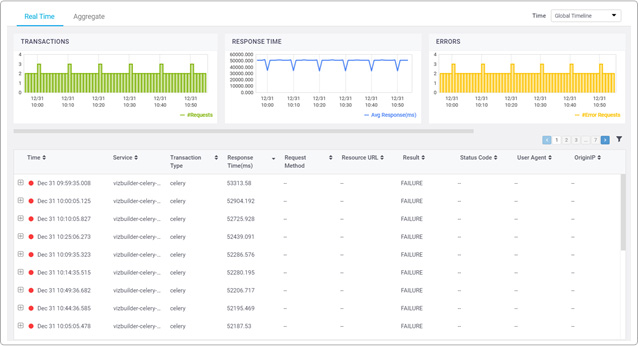 Real Time Aggregate Time Global Timeline
TRANSACTIONS RESPONSE TIME ERRORS
4 60000.000 4
3 50000.000 3
40000.000
2 30000.000 2
1 20000.000 1
10000.000
0 0.000 0
12/31 12/31 12/31 12/31 12/31 12/31 12/31 12/31 12/31 12/31 12/31 12/31 12/31 12/31 12/31 12/31 12/31 12/31
10:00 10:10 10:20 10:30 10:40 10:50 10:00 10:10 10:20 10:30 10:40 10:50 10:00 10:10 10:20 10:30 10:40 10:50
#Requests Avg Response(ms) #Error Requests
< 1 2 3 ... 7 >
Time Service Transaction Type Response Time(ms) Request Method Resource URL Result Status Code User Agent OriginIP
Dec 31 09:59:35.008 vizbuilder-celery-... celery 53313.58 -- -- FAILURE -- -- --
Dec 31 10:00:05.125 vizbuilder-celery-... celery 52904.192 -- -- FAILURE -- -- --
Dec 31 10:10:05.827 vizbuilder-celery-... celery 52725.928 -- -- FAILURE -- -- --
Dec 31 10:25:06.273 vizbuilder-celery-... celery 52439.091 -- -- FAILURE -- -- --
Dec 31 10:09:35.323 vizbuilder-celery-... celery 52286.576 -- -- FAILURE -- -- --
Dec 31 10:14:35.515 vizbuilder-celery-... celery 52280.195 -- -- FAILURE -- -- --
Dec 31 10:49:36.682 vizbuilder-celery-... celery 52206.717 -- -- FAILURE -- -- --
Dec 31 10:44:36.585 vizbuilder-celery-... celery 52195.469 -- -- FAILURE -- -- --
Dec 31 10:05:05.478 vizbuilder-celery-... celery 52187.53 -- -- FAILURE -- -- --